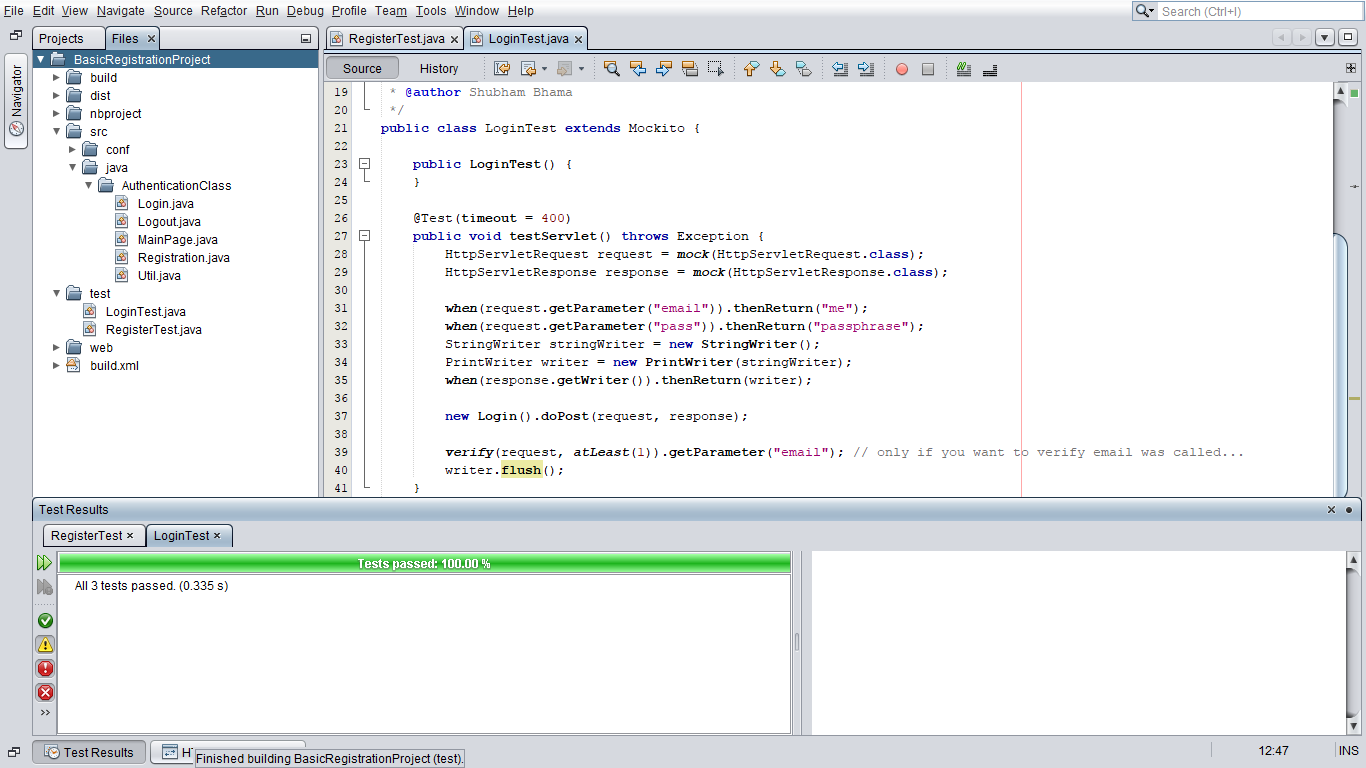 File Edit View Navigate Source Refactor Run Debug Profile Team Tools Window Help
Search (Ctrl+I)
Projects Files
RegisterTest.java LoginTest.java
Navigator
BasicRegistrationProject
build
dist
nbproject
src
conf
java
AuthenticationClass
Login.java
Logout.java
MainPage.java
Registration.java
Util.java
test
LoginTest.java
RegisterTest.java
web
build.xml
Source History
19 * @author Shubham Bhama
20 */
21 public class LoginTest extends Mockito {
22
23 public LoginTest() {
24 }
25
26 @Test(timeout = 400)
27 public void testServlet() throws Exception {
28 HttpServletRequest request = mock(HttpServletRequest.class);
29 HttpServletResponse response = mock(HttpServletResponse.class);
30
31 when(request.getParameter("email")).thenReturn("me");
32 when(request.getParameter("pass")).thenReturn("passphrase");
33 StringWriter stringWriter = new StringWriter();
34 PrintWriter writer = new PrintWriter(stringWriter);
35 when(response.getWriter()).thenReturn(writer);
36
37 new Login().doPost(request, response);
38
39 verify(request, atLeast(1)).getParameter("email"); // only if you want to verify email was called...
40 writer.flush();
41 }
Test Results
RegisterTest LoginTest
Tests passed: 100.00 %
All 3 tests passed. (0.335 s)
Test Results
Finished building BasicRegistrationProject (test).
12:47 INS